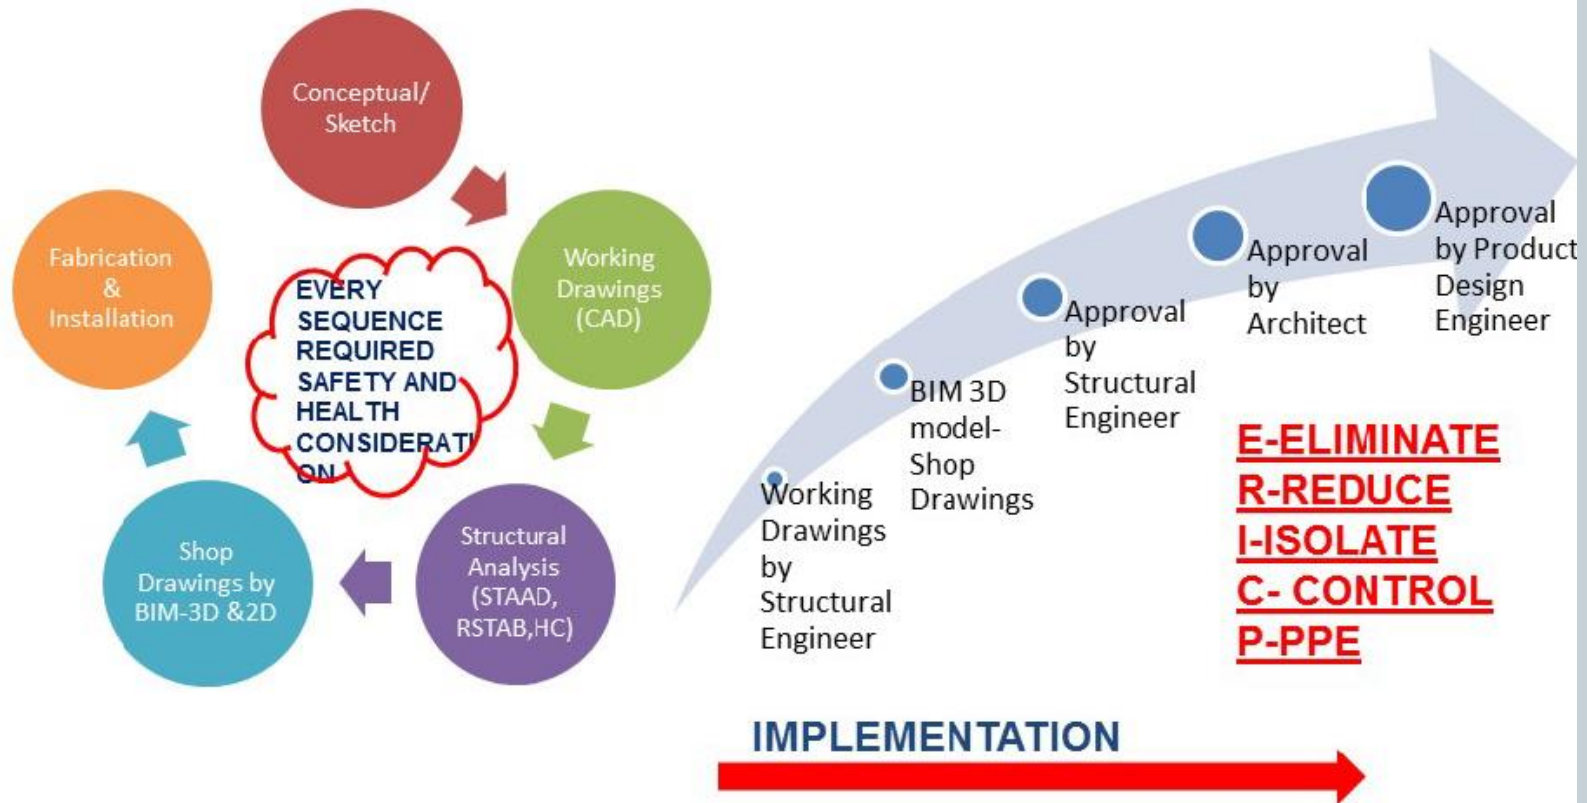 Conceptual/
Sketch
Fabrication
&
Installation
Working
Drawings
(CAD)
EVERY
SEQUENCE
REQUIRED
SAFETY AND
HEALTH
CONSIDERATI
ON
Shop
Drawings by
BIM-3D &2D
Structural
Analysis
(STAAD,
RSTAB,HC)
Working
Drawings
by
Structural
Engineer
BIM 3D
model-
Shop
Drawings
Approval
by
Structural
Engineer
Approval
by
Architect
Approval
by Product
Design
Engineer
E-ELIMINATE
R-REDUCE
I-ISOLATE
C- CONTROL
P-PPE
IMPLEMENTATION